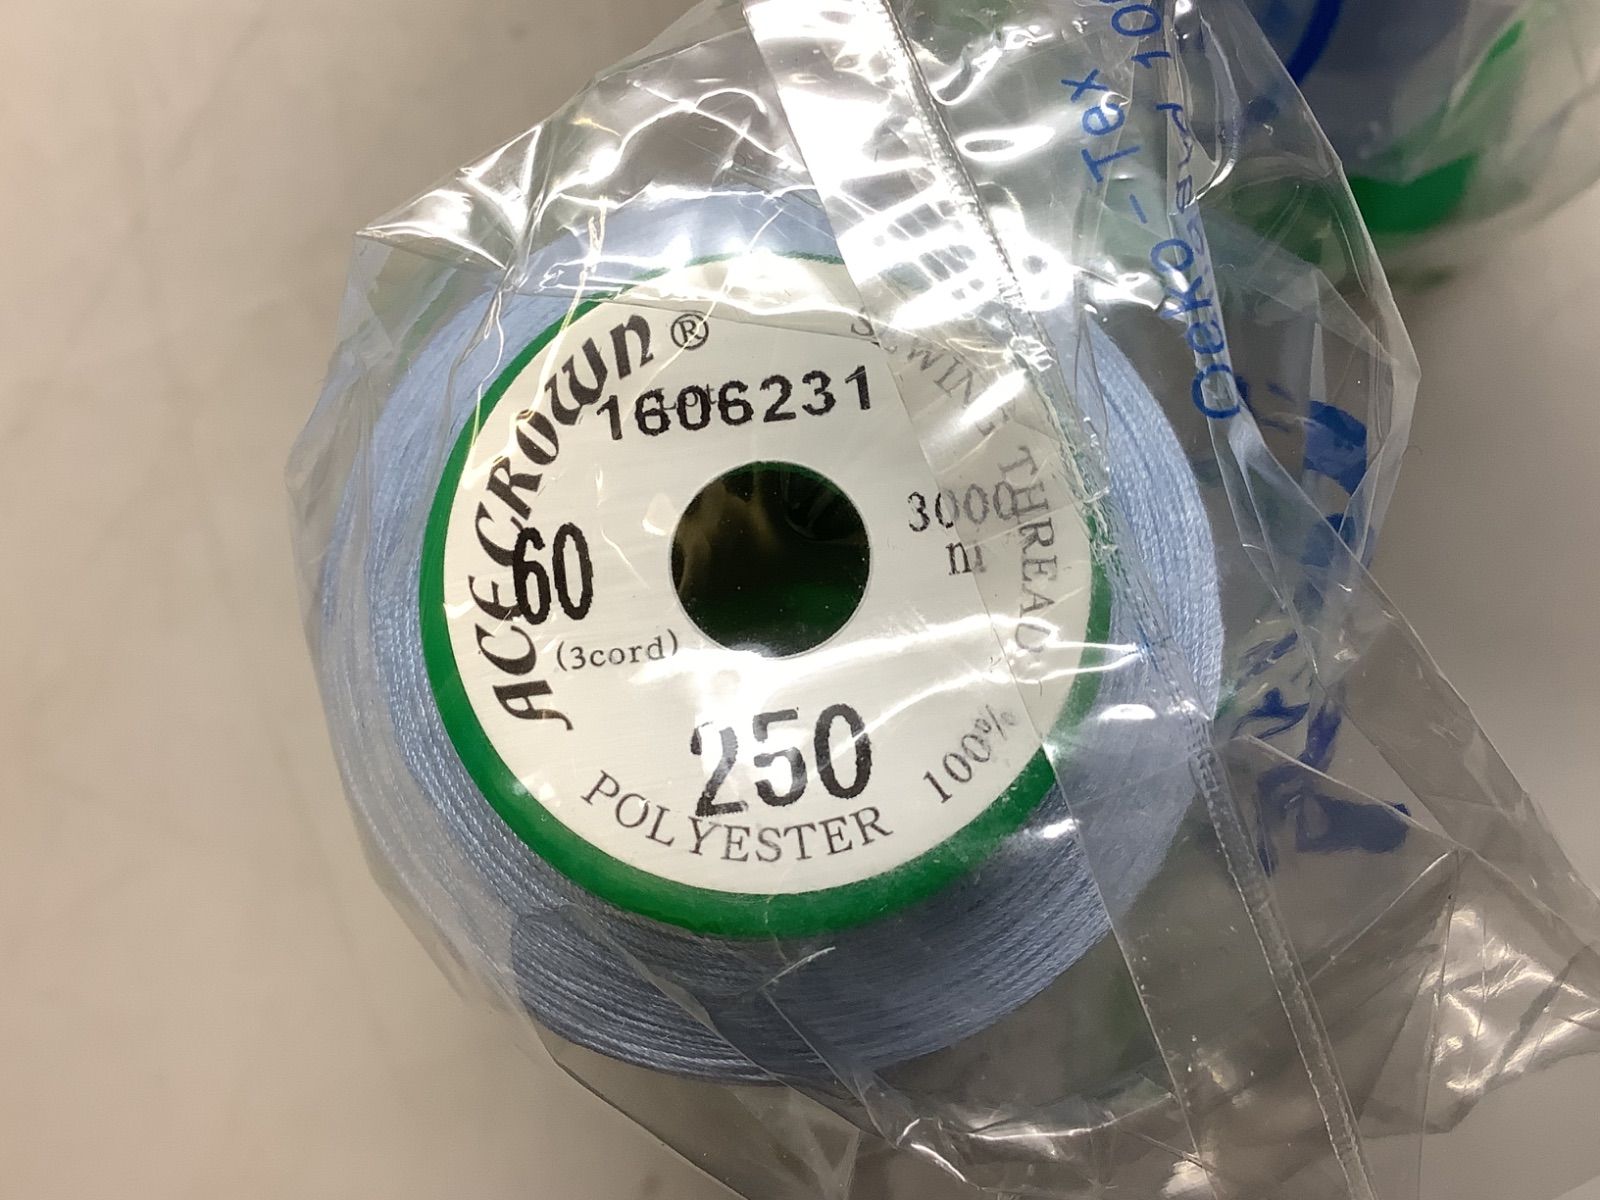 ACECROWN®
SEWING THREAD
1606231
60
(3cord)
3000
m
250
POLYESTER 100%
Oeko-Tex